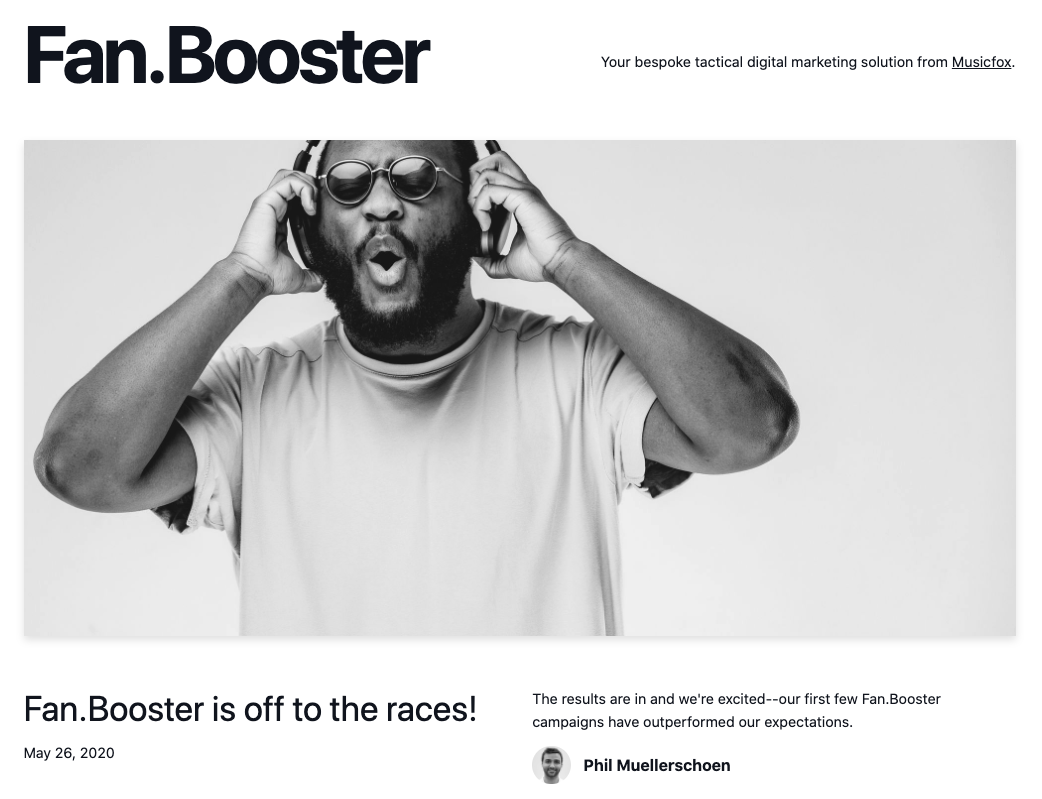 Fan.Booster
Your bespoke tactical digital marketing solution from Musicfox.
Fan.Booster is off to the races!
May 26, 2020
The results are in and we're excited--our first few Fan.Booster
campaigns have outperformed our expectations.
Phil Muellerschoen